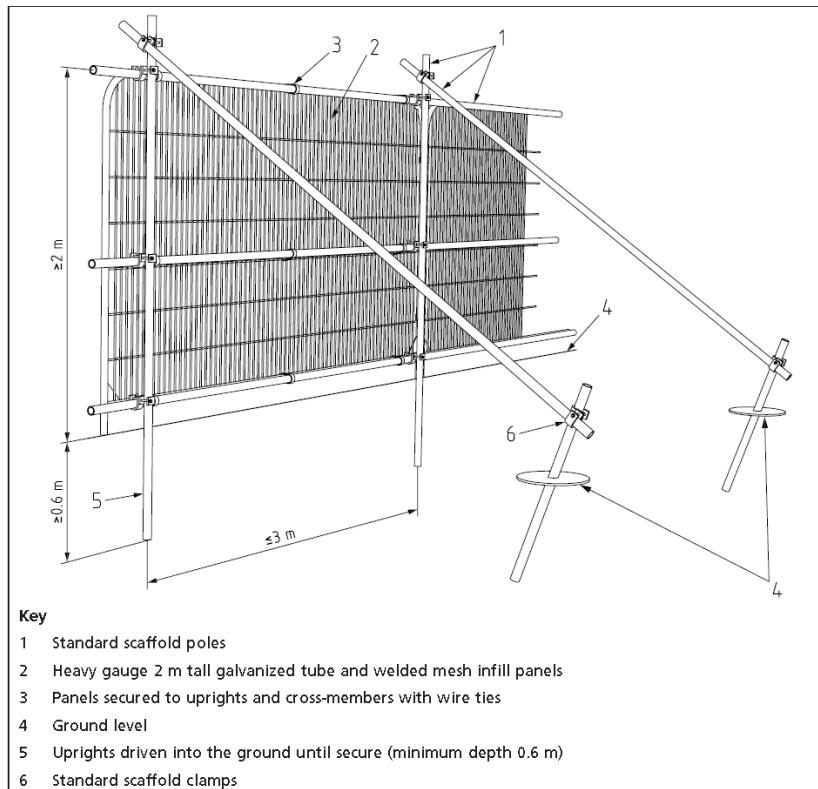 3
2
1
≥2 m
4
6
≥0.6 m
5
≤3 m
4
Key
1 Standard scaffold poles
2 Heavy gauge 2 m tall galvanized tube and welded mesh infill panels
3 Panels secured to uprights and cross-members with wire ties
4 Ground level
5 Uprights driven into the ground until secure (minimum depth 0.6 m)
6 Standard scaffold clamps